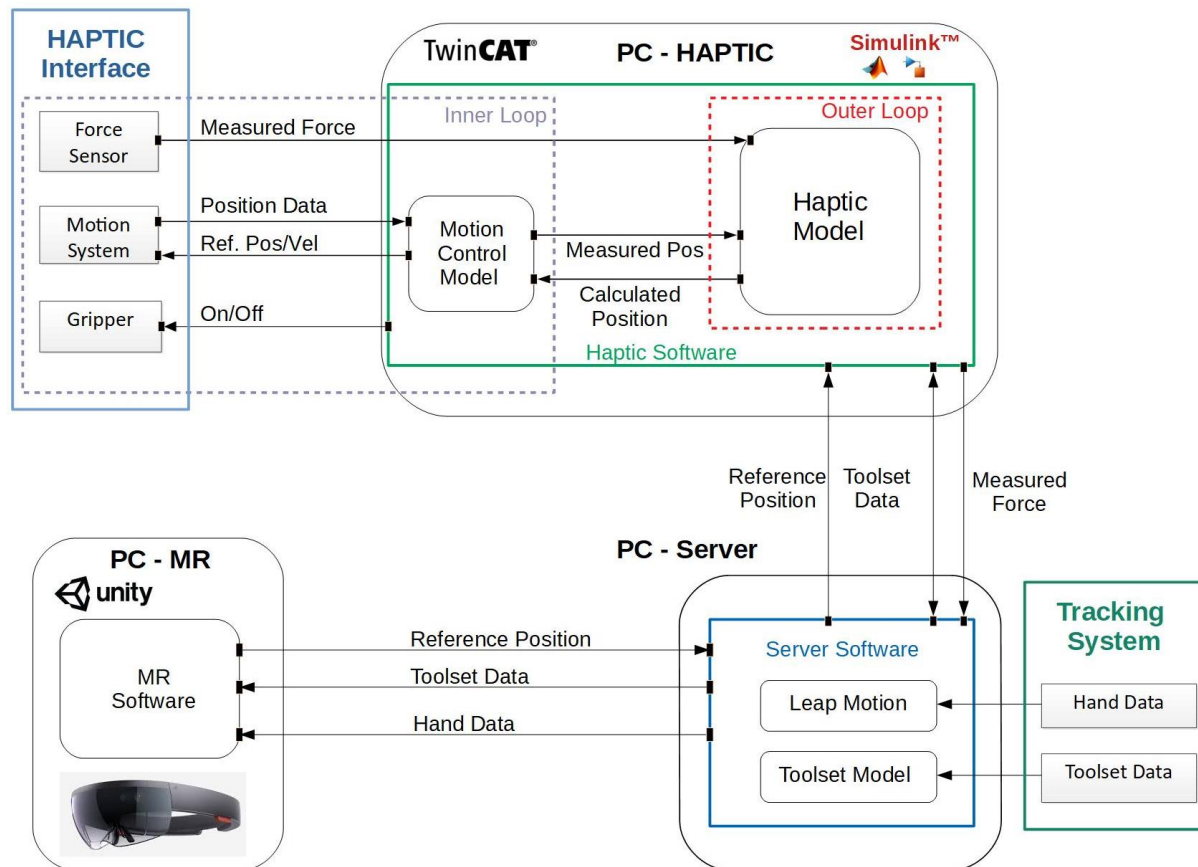 HAPTIC
Interface
TwinCAT®
PC - HAPTIC
Simulink™
Inner Loop
Outer Loop
Force
Sensor
Measured Force
Haptic
Model
Motion
System
Position Data
Ref. Pos/Vel
Motion
Control
Model
Measured Pos
Calculated
Position
Gripper
On/Off
Haptic Software
Reference
Position
Toolset
Data
Measured
Force
PC - MR
unity
MR
Software
Reference Position
Toolset Data
Hand Data
PC - Server
Server Software
Leap Motion
Toolset Model
Tracking
System
Hand Data
Toolset Data